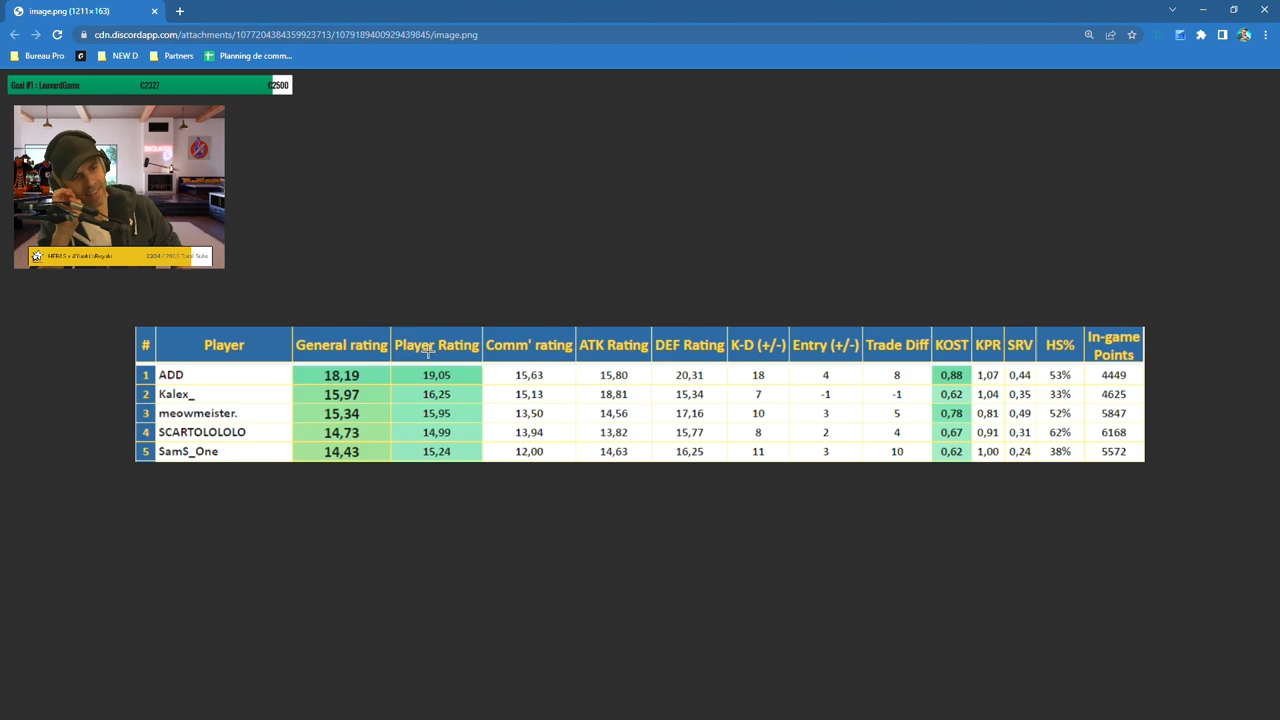 image.png (1211×163)
cdn.discordapp.com/attachments/1077204384359923713/1079189400929439845/image.png
Bureau Pro NEW D Partners Planning de comm...
Goal #1 : LouvardGame €2327 €2500
# Player General rating Player Rating Comm' rating ATK Rating DEF Rating K-D (+/-) Entry (+/-) Trade Diff KOST KPR SRV HS% In-game Points
1 ADD 18,19 19,05 15,63 15,80 20,31 18 4 8 0,88 1,07 0,44 53% 4449
2 Kalex_ 15,97 16,25 15,13 18,81 15,34 7 -1 -1 0,62 1,04 0,35 33% 4625
3 meowmeister. 15,34 15,95 13,50 14,56 17,16 10 3 5 0,78 0,81 0,49 52% 5847
4 SCARTOLOLOLO 14,73 14,99 13,94 13,82 15,77 8 2 4 0,67 0,91 0,31 62% 6168
5 SamS_One 14,43 15,24 12,00 14,63 16,25 11 3 10 0,62 1,00 0,24 38% 5572